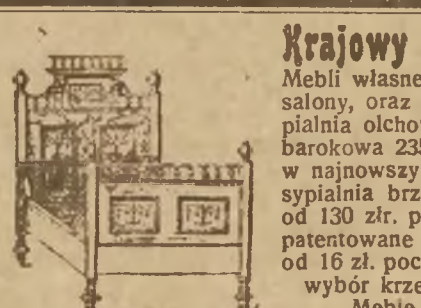 Krajowy
Mebli własne
salony, oraz
pialnia olcho
barokowa 235
w najnowszy
sypialnia brz
od 130 złr. p
patentowane
od 16 zł. poc
wybór krze
Meble